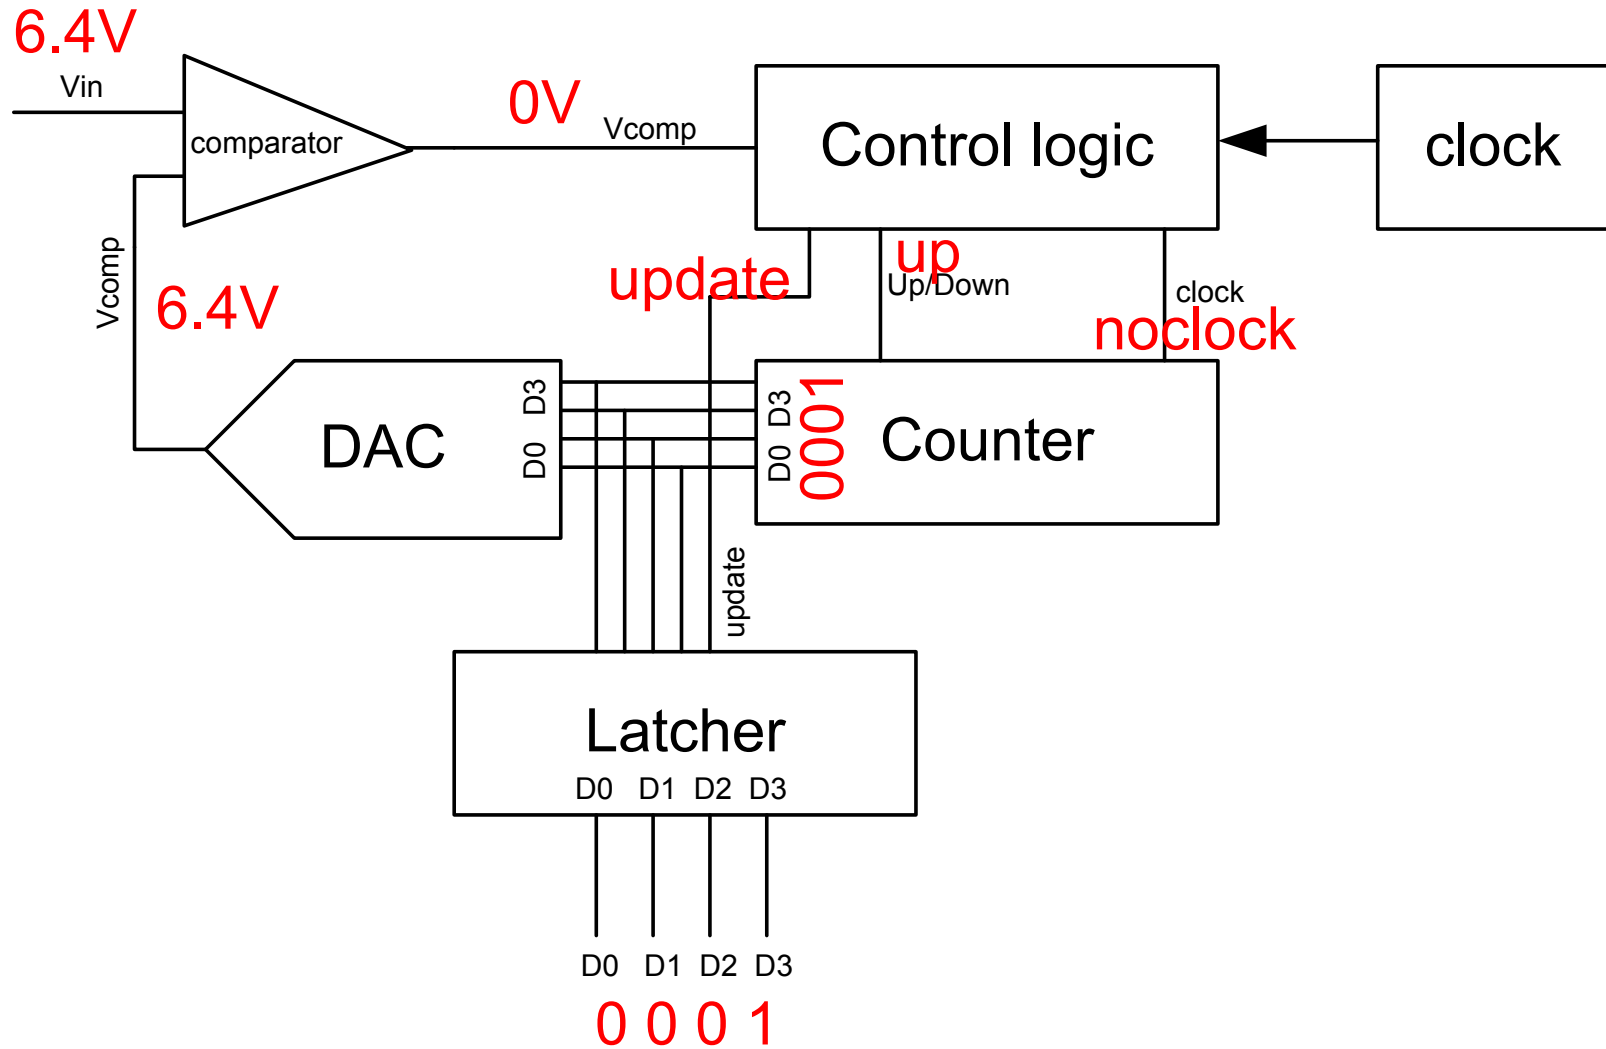 6.4V
Vin
comparator
0V
Vcomp
Control logic
clock
Vcomp
6.4V
update
up
Up/Down
clock
noclock
DAC
D3
D0
D3
D0
0001
Counter
update
Latcher
D0 D1 D2 D3
D0 D1 D2 D3
0 0 0 1